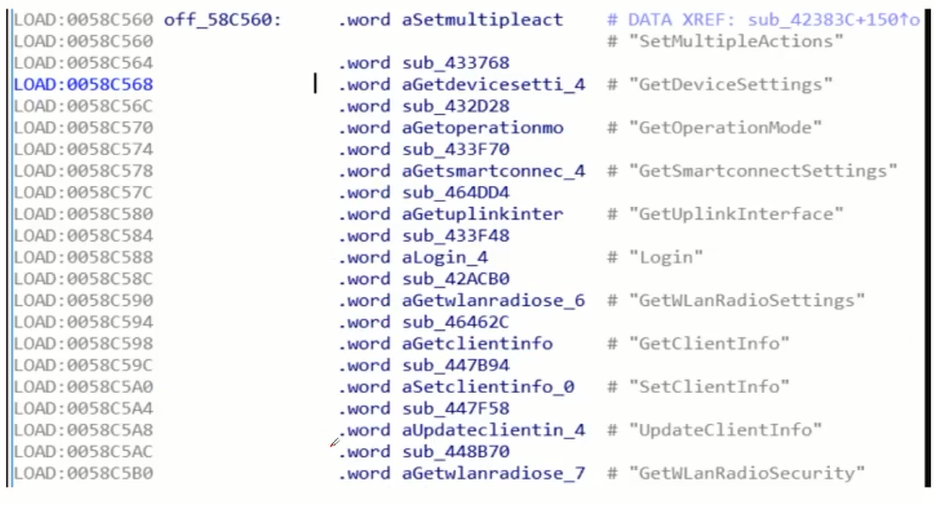 LOAD:0058C560 off_58C560: .word aSetmultipleact # DATA XREF: sub_42383C+150↑o
LOAD:0058C560 # "SetMultipleActions"
LOAD:0058C564 .word sub_433768
LOAD:0058C568 .word aGetdevicesetti_4 # "GetDeviceSettings"
LOAD:0058C56C .word sub_432D28
LOAD:0058C570 .word aGetoperationmo # "GetOperationMode"
LOAD:0058C574 .word sub_433F70
LOAD:0058C578 .word aGetsmartconnec_4 # "GetSmartconnectSettings"
LOAD:0058C57C .word sub_464DD4
LOAD:0058C580 .word aGetuplinkinter # "GetUplinkInterface"
LOAD:0058C584 .word sub_433F48
LOAD:0058C588 .word aLogin_4 # "Login"
LOAD:0058C58C .word sub_42ACB0
LOAD:0058C590 .word aGetwlanradiose_6 # "GetWLanRadioSettings"
LOAD:0058C594 .word sub_46462C
LOAD:0058C598 .word aGetclientinfo # "GetClientInfo"
LOAD:0058C59C .word sub_447B94
LOAD:0058C5A0 .word aSetclientinfo_0 # "SetClientInfo"
LOAD:0058C5A4 .word sub_447F58
LOAD:0058C5A8 .word aUpdateclientin_4 # "UpdateClientInfo"
LOAD:0058C5AC .word sub_448B70
LOAD:0058C5B0 .word aGetwlanradiose_7 # "GetWLanRadioSecurity"